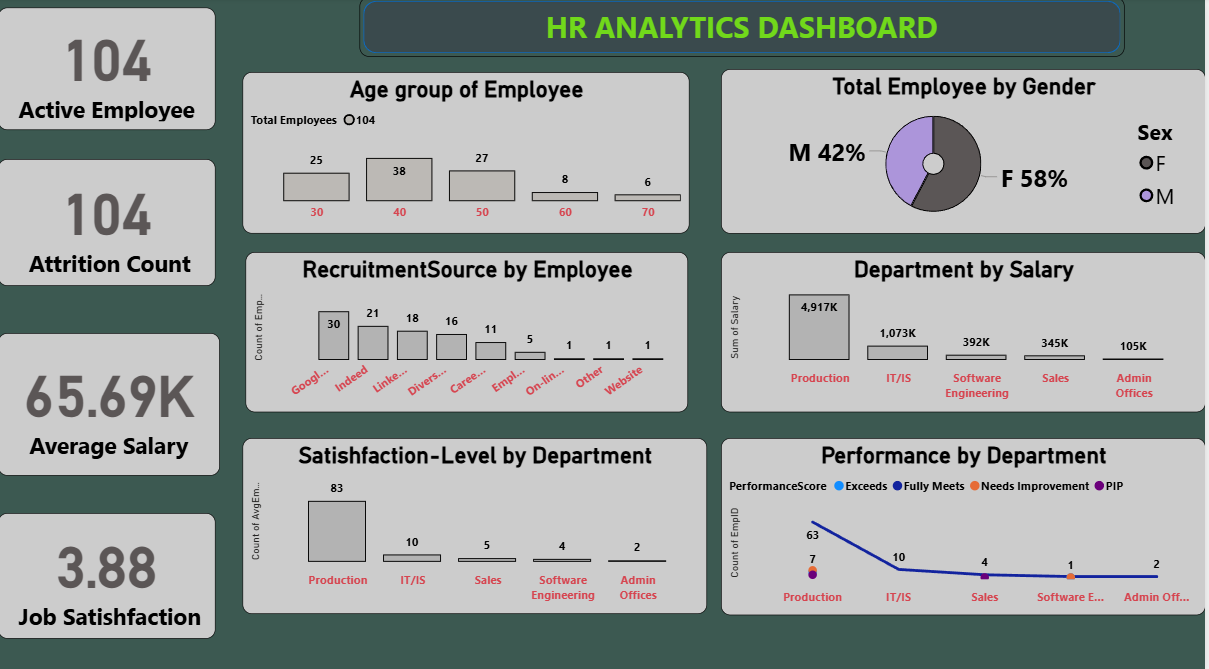 HR ANALYTICS DASHBOARD
104
Active Employee
104
Attrition Count
65.69K
Average Salary
3.88
Job Satishfaction
Age group of Employee
Total Employees 104
25 38 27 8 6
30 40 50 60 70
Total Employee by Gender
M 42%
F 58%
Sex
F
M
RecruitmentSource by Employee
Count of Emp...
30 21 18 16 11 5 1 1 1
Googl... Indeed Linke... Divers... Caree... Empl... On-lin... Other Website
Department by Salary
Sum of Salary
4,917K 1,073K 392K 345K 105K
Production IT/IS Software Sales Admin
Engineering Offices
Satishfaction-Level by Department
Count of AvgEm...
83 10 5 4 2
Production IT/IS Sales Software Admin
Engineering Offices
Performance by Department
PerformanceScore Exceeds Fully Meets Needs Improvement PIP
Count of EmpID
63 10 4 1 2
7
Production IT/IS Sales Software E... Admin Off...